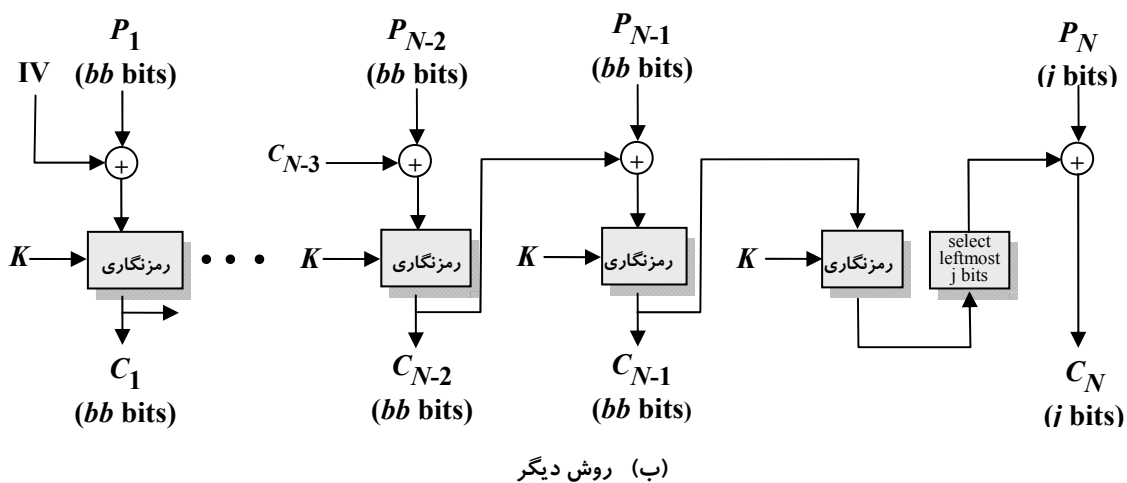 P1
(bb bits)
IV
+
K
رمزنگاری
C1
(bb bits)
PN-2
(bb bits)
CN-3
+
K
رمزنگاری
CN-2
(bb bits)
PN-1
(bb bits)
+
K
رمزنگاری
CN-1
(bb bits)
K
رمزنگاری
select
leftmost
j bits
PN
(j bits)
+
CN
(j bits)
(ب) روش دیگر